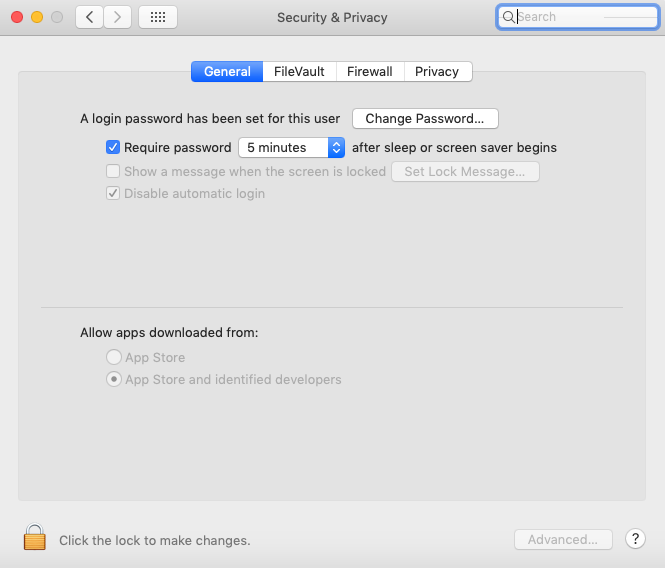 Security & Privacy
Search
General
FileVault
Firewall
Privacy
A login password has been set for this user
Change Password...
Require password
5 minutes
after sleep or screen saver begins
Show a message when the screen is locked
Set Lock Message...
Disable automatic login
Allow apps downloaded from:
App Store
App Store and identified developers
Click the lock to make changes.
Advanced...
?